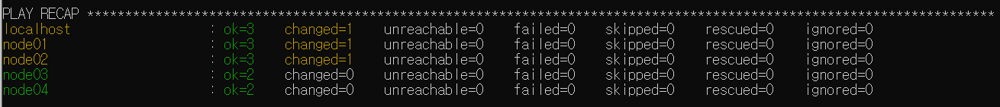 PLAY RECAP ***********************************************************************************************************************
localhost : ok=3 changed=1 unreachable=0 failed=0 skipped=0 rescued=0 ignored=0
node01 : ok=3 changed=1 unreachable=0 failed=0 skipped=0 rescued=0 ignored=0
node02 : ok=3 changed=1 unreachable=0 failed=0 skipped=0 rescued=0 ignored=0
node03 : ok=2 changed=0 unreachable=0 failed=0 skipped=0 rescued=0 ignored=0
node04 : ok=2 changed=0 unreachable=0 failed=0 skipped=0 rescued=0 ignored=0